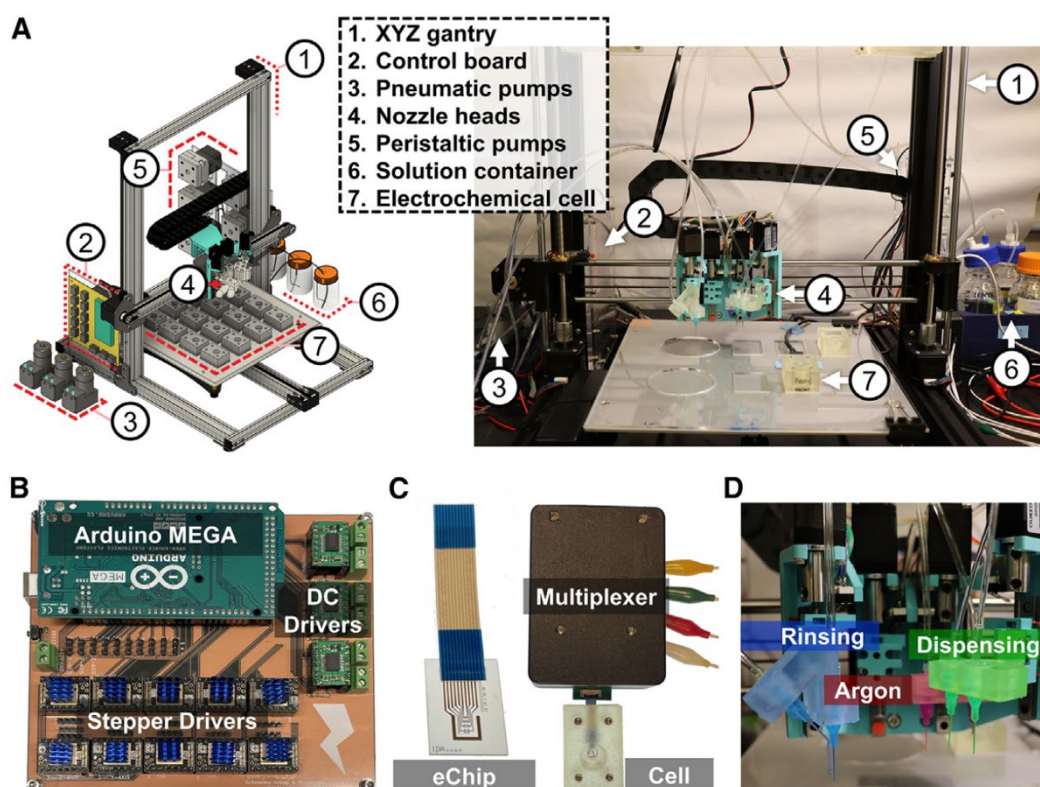 A
1. XYZ gantry
2. Control board
3. Pneumatic pumps
4. Nozzle heads
5. Peristaltic pumps
6. Solution container
7. Electrochemical cell
1
5
2
4
6
7
3
1
5
2
4
3
7
6
B
Arduino MEGA
ARDUINO
MEGA
DC
Drivers
Stepper Drivers
C
Multiplexer
IDA
eChip
Cell
D
Rinsing
Dispensing
Argon